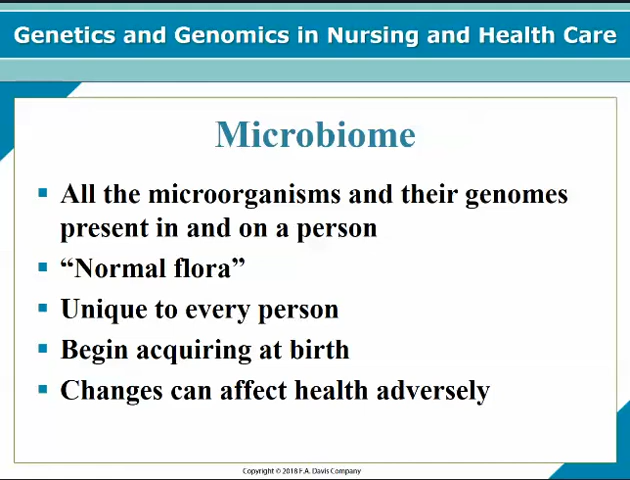 Genetics and Genomics in Nursing and Health Care
Microbiome
▪ All the microorganisms and their genomes
present in and on a person
▪ “Normal flora”
▪ Unique to every person
▪ Begin acquiring at birth
▪ Changes can affect health adversely
Copyright © 2018 F.A. Davis Company